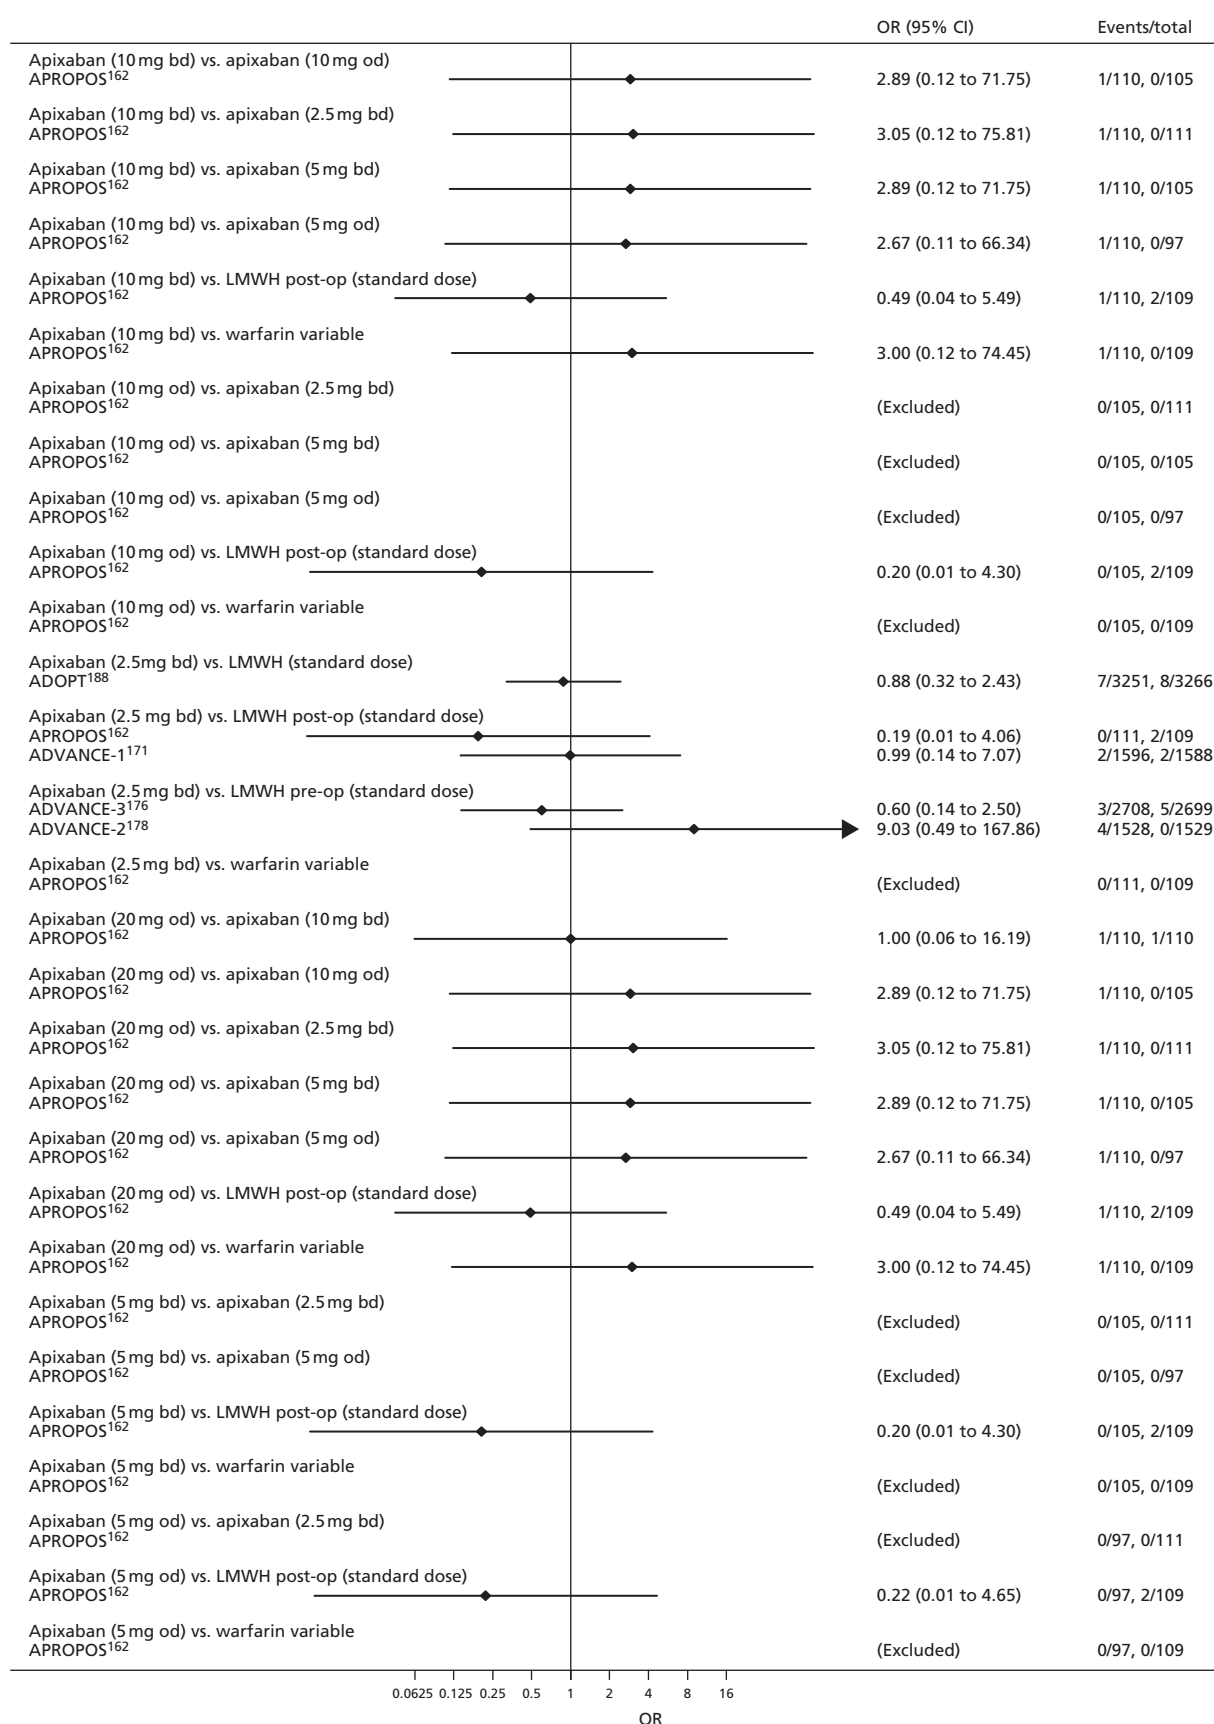 OR (95% CI) Events/total
Apixaban (10 mg bd) vs. apixaban (10 mg od)
APROPOS162 2.89 (0.12 to 71.75) 1/110, 0/105
Apixaban (10 mg bd) vs. apixaban (2.5 mg bd)
APROPOS162 3.05 (0.12 to 75.81) 1/110, 0/111
Apixaban (10 mg bd) vs. apixaban (5 mg bd)
APROPOS162 2.89 (0.12 to 71.75) 1/110, 0/105
Apixaban (10 mg bd) vs. apixaban (5 mg od)
APROPOS162 2.67 (0.11 to 66.34) 1/110, 0/97
Apixaban (10 mg bd) vs. LMWH post-op (standard dose)
APROPOS162 0.49 (0.04 to 5.49) 1/110, 2/109
Apixaban (10 mg bd) vs. warfarin variable
APROPOS162 3.00 (0.12 to 74.45) 1/110, 0/109
Apixaban (10 mg od) vs. apixaban (2.5 mg bd)
APROPOS162 (Excluded) 0/105, 0/111
Apixaban (10 mg od) vs. apixaban (5 mg bd)
APROPOS162 (Excluded) 0/105, 0/105
Apixaban (10 mg od) vs. apixaban (5 mg od)
APROPOS162 (Excluded) 0/105, 0/97
Apixaban (10 mg od) vs. LMWH post-op (standard dose)
APROPOS162 0.20 (0.01 to 4.30) 0/105, 2/109
Apixaban (10 mg od) vs. warfarin variable
APROPOS162 (Excluded) 0/105, 0/109
Apixaban (2.5mg bd) vs. LMWH (standard dose)
ADOPT188 0.88 (0.32 to 2.43) 7/3251, 8/3266
Apixaban (2.5 mg bd) vs. LMWH post-op (standard dose)
APROPOS162 0.19 (0.01 to 4.06) 0/111, 2/109
ADVANCE-1171 0.99 (0.14 to 7.07) 2/1596, 2/1588
Apixaban (2.5 mg bd) vs. LMWH pre-op (standard dose)
ADVANCE-3176 0.60 (0.14 to 2.50) 3/2708, 5/2699
ADVANCE-2178 9.03 (0.49 to 167.86) 4/1528, 0/1529
Apixaban (2.5 mg bd) vs. warfarin variable
APROPOS162 (Excluded) 0/111, 0/109
Apixaban (20 mg od) vs. apixaban (10 mg bd)
APROPOS162 1.00 (0.06 to 16.19) 1/110, 1/110
Apixaban (20 mg od) vs. apixaban (10 mg od)
APROPOS162 2.89 (0.12 to 71.75) 1/110, 0/105
Apixaban (20 mg od) vs. apixaban (2.5 mg bd)
APROPOS162 3.05 (0.12 to 75.81) 1/110, 0/111
Apixaban (20 mg od) vs. apixaban (5 mg bd)
APROPOS162 2.89 (0.12 to 71.75) 1/110, 0/105
Apixaban (20 mg od) vs. apixaban (5 mg od)
APROPOS162 2.67 (0.11 to 66.34) 1/110, 0/97
Apixaban (20 mg od) vs. LMWH post-op (standard dose)
APROPOS162 0.49 (0.04 to 5.49) 1/110, 2/109
Apixaban (20 mg od) vs. warfarin variable
APROPOS162 3.00 (0.12 to 74.45) 1/110, 0/109
Apixaban (5 mg bd) vs. apixaban (2.5 mg bd)
APROPOS162 (Excluded) 0/105, 0/111
Apixaban (5 mg bd) vs. apixaban (5 mg od)
APROPOS162 (Excluded) 0/105, 0/97
Apixaban (5 mg bd) vs. LMWH post-op (standard dose)
APROPOS162 0.20 (0.01 to 4.30) 0/105, 2/109
Apixaban (5 mg bd) vs. warfarin variable
APROPOS162 (Excluded) 0/105, 0/109
Apixaban (5 mg od) vs. apixaban (2.5 mg bd)
APROPOS162 (Excluded) 0/97, 0/111
Apixaban (5 mg od) vs. LMWH post-op (standard dose)
APROPOS162 0.22 (0.01 to 4.65) 0/97, 2/109
Apixaban (5 mg od) vs. warfarin variable
APROPOS162 (Excluded) 0/97, 0/109
0.0625 0.125 0.25 0.5 1 2 4 8 16
OR